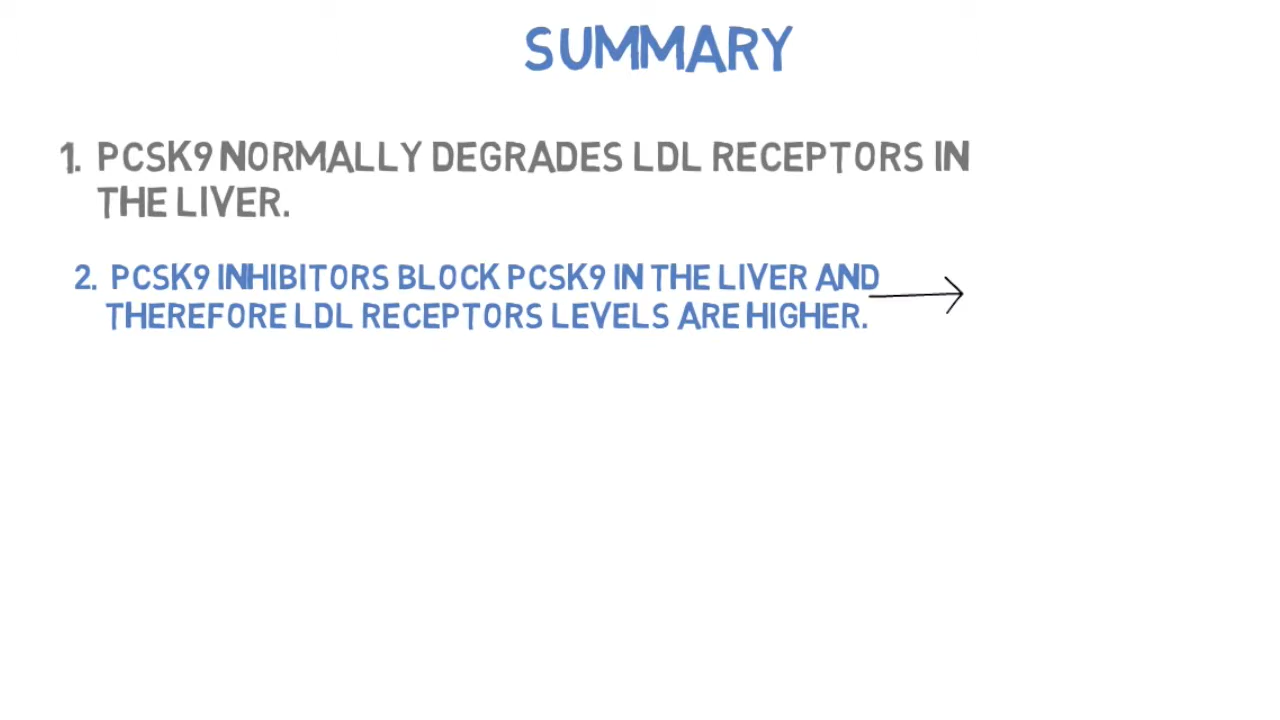 SUMMARY
1. PCSK9 NORMALLY DEGRADES LDL RECEPTORS IN
THE LIVER.
2. PCSK9 INHIBITORS BLOCK PCSK9 IN THE LIVER AND
THEREFORE LDL RECEPTORS LEVELS ARE HIGHER.